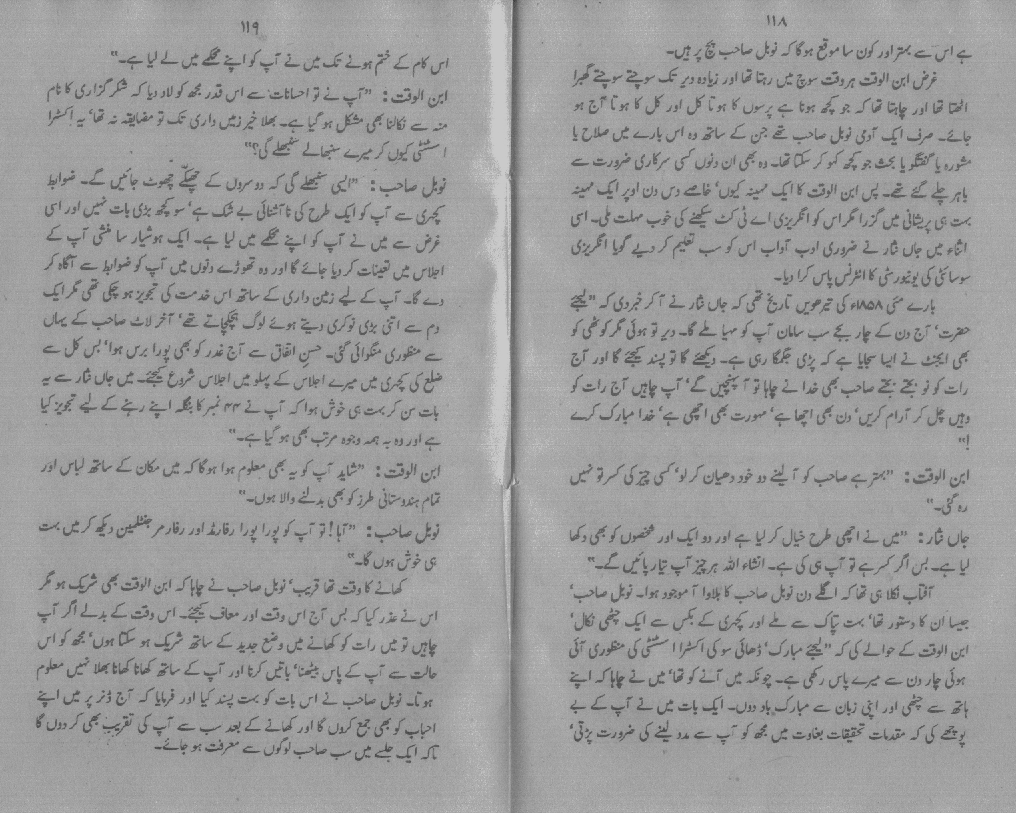 ۱۱۸
ہے اس سے بہتر اور کون سا موقع ہوگا کہ نوبل صاحب بیچ پر ہیں۔
غرض ابن الوقت ہر وقت سوچ میں رہتا تھا اور زیادہ دیر تک سوچتے سوچتے گھبرا
اٹھتا تھا اور چاہتا تھا کہ جو کچھ ہونا ہے پرسوں کا ہوتا کل اور کل کا ہوتا آج ہو
جائے۔ صرف ایک آدمی نوبل صاحب تھے جن کے ساتھ وہ اس بارے میں صلاح یا
مشورہ یا گفتگو یا بحث جو کچھ کہو کر سکتا تھا۔ وہ بھی ان دنوں کسی سرکاری ضرورت سے
باہر چلے گئے تھے۔ پس ابن الوقت کا ایک مہینہ کیوں‘ خاصے دس دن اوپر ایک مہینہ
بہت ہی پریشانی میں گزرا مگر اس کو انگریزی اے ٹی کٹ سیکھنے کی خوب مہلت ملی۔ اسی
اثناء میں جاں نثار نے ضروری ادب آداب اس کو سب تعلیم کر دیے گویا انگریزی
سوسائٹی کی یونیورسٹی کا انٹرنس پاس کرا دیا۔
بارے مئی ۱۸۵۸ء کی تیرھویں تاریخ تھی کہ جاں نثار نے آ کر خبر دی کہ ”لیجئے
حضرت‘ آج دن کے چار بجے سب سامان آپ کو مہیا ملے گا۔ دیر تو ہوئی مگر کوٹھی کو
بھی ایجنٹ نے ایسا سجایا ہے کہ پڑی جگمگا رہی ہے۔ دیکھئے گا تو پسند کیجئے گا اور آج
رات کو نو بجتے بجتے صاحب بھی خدا نے چاہا تو آ پہنچیں گے‘ آپ چاہیں آج رات کو
وہیں چل کر آرام کریں‘ دن بھی اچھا ہے‘ مہورت بھی اچھی ہے‘ خدا مبارک کرے
!“
ابن الوقت : ”بہتر ہے صاحب کو آ لینے دو خود دھیان کر لو‘ کسی چیز کی کسر تو نہیں
رہ گئی۔“
جاں نثار : ”میں نے اچھی طرح خیال کر لیا ہے اور دو ایک اور شخصوں کو بھی دکھا
لیا ہے۔ بس اگر کسر ہے تو آپ ہی کی ہے۔ انشاء اللہ ہر چیز آپ تیار پائیں گے۔“
آفتاب نکلا ہی تھا کہ اگلے دن نوبل صاحب کا بلاوا آ موجود ہوا۔ نوبل صاحب‘
جیسا ان کا دستور تھا‘ بہت تپاک سے ملے اور کچہری کے بکس سے ایک چٹھی نکال‘
ابن الوقت کے حوالے کی کہ ”لیجئے مبارک‘ ڈھائی سو کی اکسٹرا اسسٹنی کی منظوری آئی
ہوئی چار دن سے میرے پاس رکھی ہے۔ چونکہ میں آنے کو تھا‘ میں نے چاہا کہ اپنے
ہاتھ سے چٹھی اور اپنی زبان سے مبارک باد دوں۔ ایک بات میں نے آپ کے بے
پوچھے کی کہ مقدمات تحقیقات بغاوت میں مجھ کو آپ سے مدد لینے کی ضرورت پڑتی‘
۱۱۹
اس کام کے ختم ہونے تک میں نے آپ کو اپنے محکمے میں لے لیا ہے۔“
ابن الوقت : ”آپ نے تو احسانات سے اس قدر مجھ کو لاد دیا کہ شکر گزاری کا نام
منہ سے نکالنا بھی مشکل ہو گیا ہے۔ بھلا خیر زمیں واری تک تو مضایقہ نہ تھا‘ یہ اکسٹرا
اسسٹنی کیوں کر میرے سنبھالے سنبھلے گی؟“
نوبل صاحب : ”ایسی سنبھلے گی کہ دوسروں کے چھکے چھوٹ جائیں گے۔ ضوابط
کچہری سے آپ کو ایک طرح کی نا آشنائی بے شک ہے‘ سو کچھ بڑی بات نہیں اور اسی
غرض سے میں نے آپ کو اپنے محکمے میں لیا ہے۔ ایک ہوشیار سا منشی آپ کے
اجلاس میں تعینات کر دیا جائے گا اور وہ تھوڑے دنوں میں آپ کو ضوابط سے آگاہ کر
دے گا۔ آپ کے لیے زمین داری کے ساتھ اس خدمت کی تجویز ہو چکی تھی مگر ایک
دم سے اتنی بڑی نوکری دیتے ہوئے لوگ ہچکچاتے تھے‘ آخر لاٹ صاحب کے یہاں
سے منظوری منگوائی گئی۔ حسنِ اتفاق سے آج غدر کو بھی پورا برس ہوا‘ بس کل سے
ضلع کی کچہری میں میرے اجلاس کے پہلو میں اجلاس شروع کیجئے۔ میں جاں نثار سے یہ
بات سن کر بہت ہی خوش ہوا کہ آپ نے ۴۴ نمبر کا بنگلہ اپنے رہنے کے لیے تجویز کیا
ہے اور وہ بہ ہمہ وجوہ مرتب بھی ہو گیا ہے۔“
ابن الوقت : ”شاید آپ کو یہ بھی معلوم ہوا ہوگا کہ میں مکان کے ساتھ لباس اور
تمام ہندوستانی طرز کو بھی بدلنے والا ہوں۔“
نوبل صاحب : ”آہا! تو آپ کو پورا پورا رفارمڈ اور رفارمر جنٹلمین دیکھ کر میں بہت
ہی خوش ہوں گا۔“
کھانے کا وقت تھا قریب‘ نوبل صاحب نے چاہا کہ ابن الوقت بھی شریک ہو مگر
اس نے عذر کیا کہ بس آج اس وقت اور معاف کیجئے۔ اس وقت کے بدلے اگر آپ
چاہیں تو میں رات کو کھانے میں وضع جدید کے ساتھ شریک ہو سکتا ہوں‘ مجھ کو اس
حالت سے آپ کے پاس بیٹھنا‘ باتیں کرنا اور آپ کے ساتھ کھانا کھانا بھلا نہیں معلوم
ہوتا۔ نوبل صاحب نے اس بات کو بہت پسند کیا اور فرمایا کہ آج ڈنر پر میں اپنے
احباب کو بھی جمع کروں گا اور کھانے کے بعد سب سے آپ کی تقریب بھی کر دوں گا
تاکہ ایک جلسے میں سب صاحب لوگوں سے معرفت ہو جائے۔